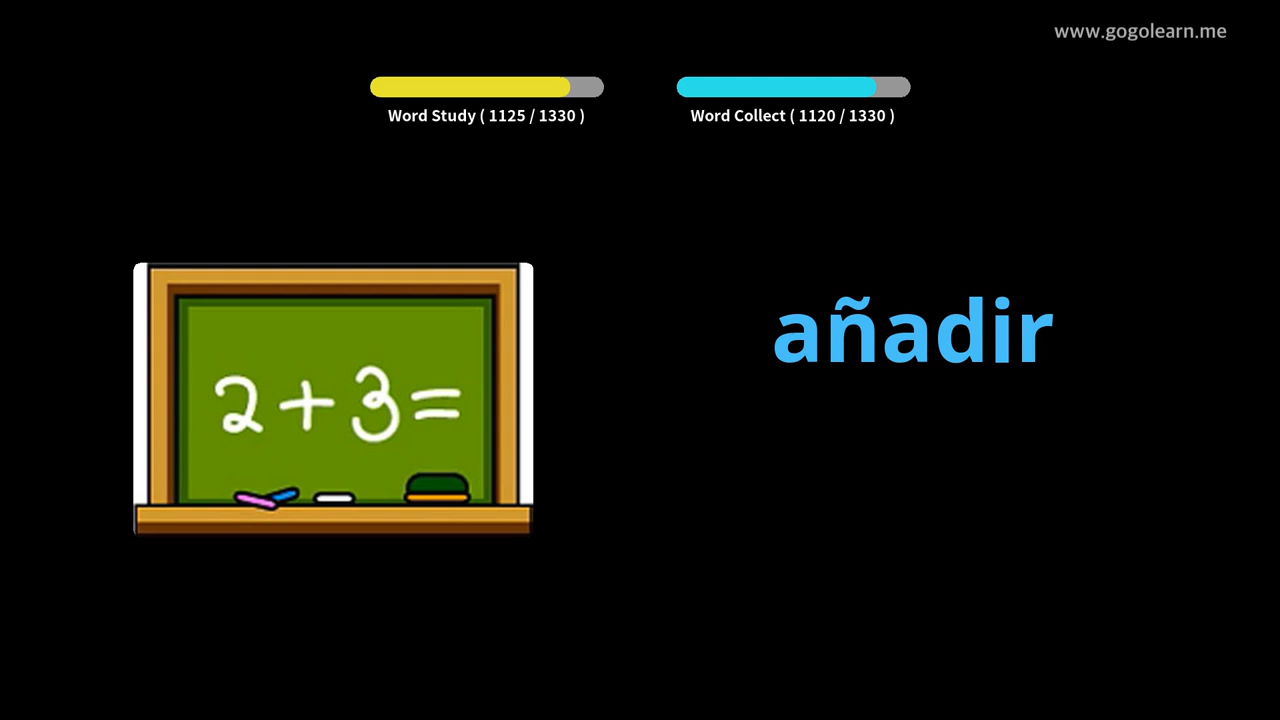 www.gogolearn.me
Word Study ( 1125 / 1330 )
Word Collect ( 1120 / 1330 )
añadir
2 + 3 =